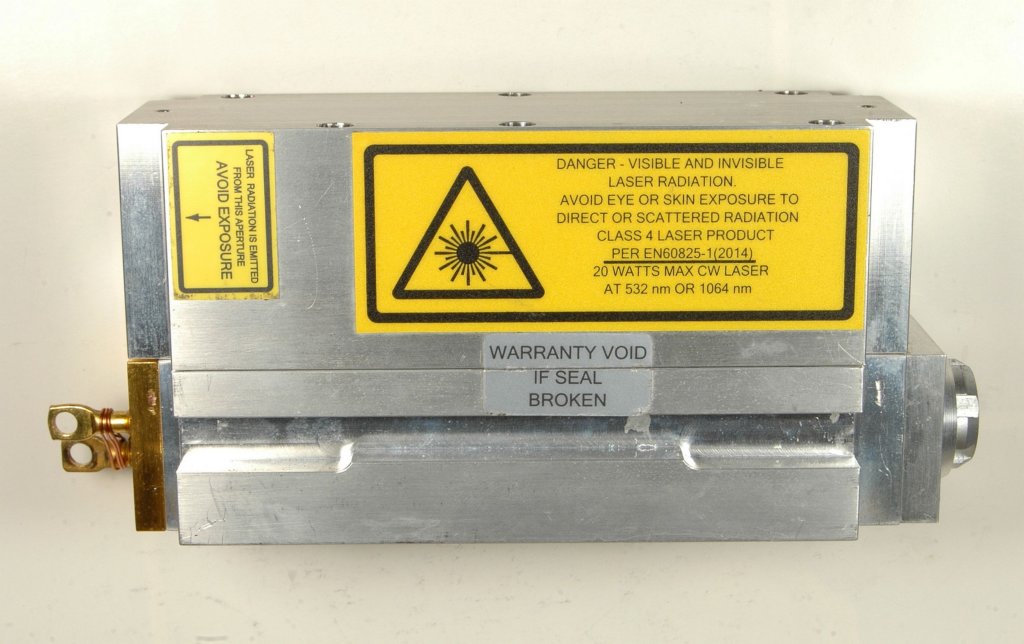 LASER RADIATION IS EMITTED
FROM THIS APERTURE
AVOID EXPOSURE
DANGER - VISIBLE AND INVISIBLE
LASER RADIATION.
AVOID EYE OR SKIN EXPOSURE TO
DIRECT OR SCATTERED RADIATION
CLASS 4 LASER PRODUCT
PER EN60825-1(2014)
20 WATTS MAX CW LASER
AT 532 nm OR 1064 nm
WARRANTY VOID
IF SEAL
BROKEN